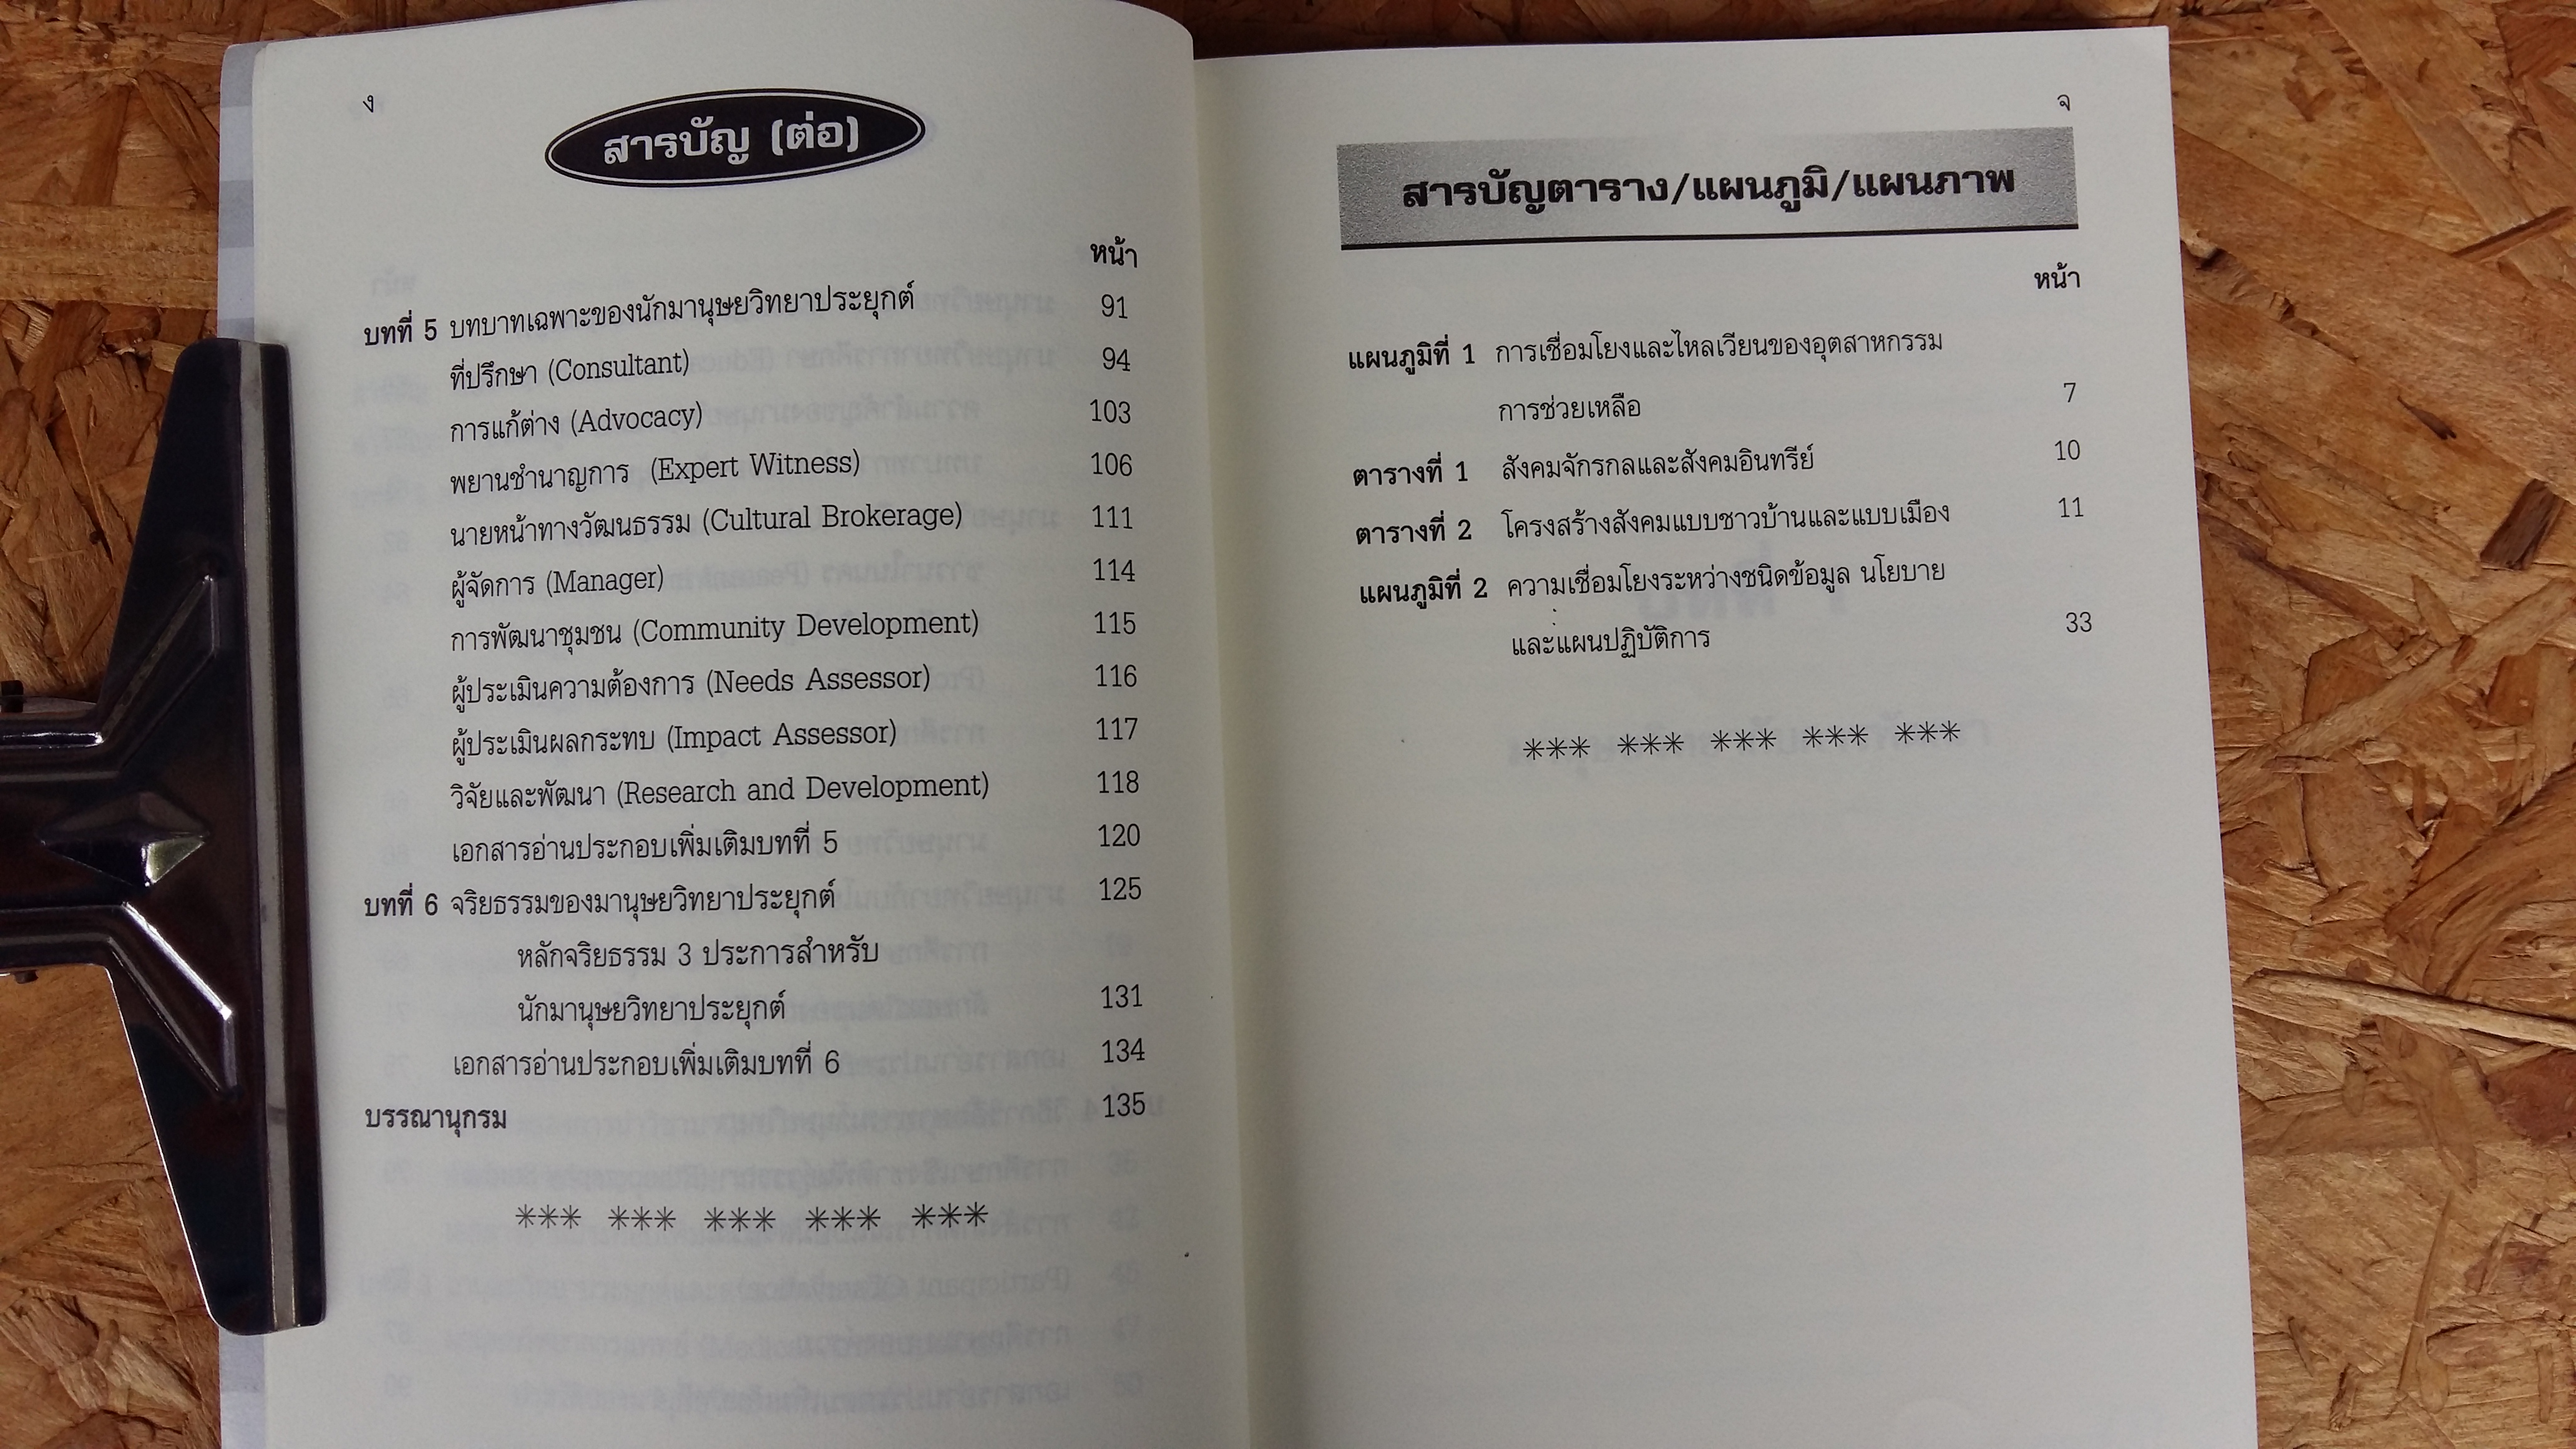 ง
สารบัญ (ต่อ)
หน้า
บทที่ 5 บทบาทเฉพาะของนักมานุษยวิทยาประยุกต์ 91
ที่ปรึกษา (Consultant) 94
การแก้ต่าง (Advocacy) 103
พยานชำนาญการ (Expert Witness) 106
นายหน้าทางวัฒนธรรม (Cultural Brokerage) 111
ผู้จัดการ (Manager) 114
การพัฒนาชุมชน (Community Development) 115
ผู้ประเมินความต้องการ (Needs Assessor) 116
ผู้ประเมินผลกระทบ (Impact Assessor) 117
วิจัยและพัฒนา (Research and Development) 118
เอกสารอ่านประกอบเพิ่มเติมบทที่ 5 120
บทที่ 6 จริยธรรมของมานุษยวิทยาประยุกต์ 125
หลักจริยธรรม 3 ประการสำหรับ
นักมานุษยวิทยาประยุกต์ 131
เอกสารอ่านประกอบเพิ่มเติมบทที่ 6 134
บรรณานุกรม 135
*** *** *** *** ***
จ
สารบัญตาราง/แผนภูมิ/แผนภาพ
หน้า
แผนภูมิที่ 1 การเชื่อมโยงและไหลเวียนของอุตสาหกรรม
การช่วยเหลือ 7
ตารางที่ 1 สังคมจักรกลและสังคมอินทรีย์ 10
ตารางที่ 2 โครงสร้างสังคมแบบชาวบ้านและแบบเมือง 11
แผนภูมิที่ 2 ความเชื่อมโยงระหว่างชนิดข้อมูล นโยบาย
และแผนปฏิบัติการ 33
*** *** *** *** ***